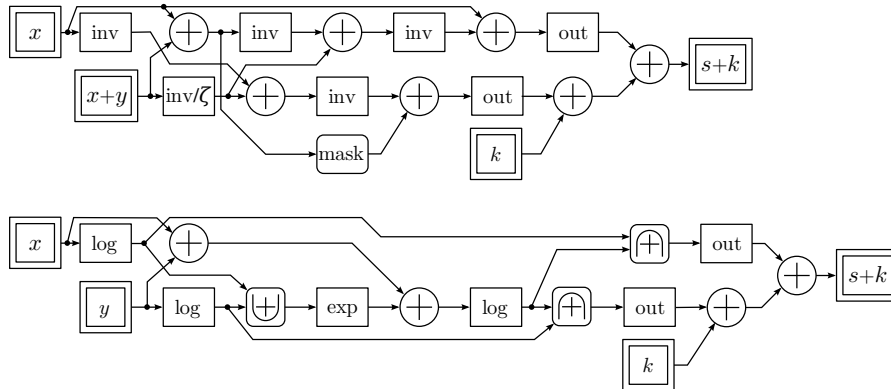 x inv + inv + inv + out + s+k
x+y inv/ζ + inv + out +
mask k
x log + ⩀ out + s+k
y log ⊎ exp + log ⩀ out +
k